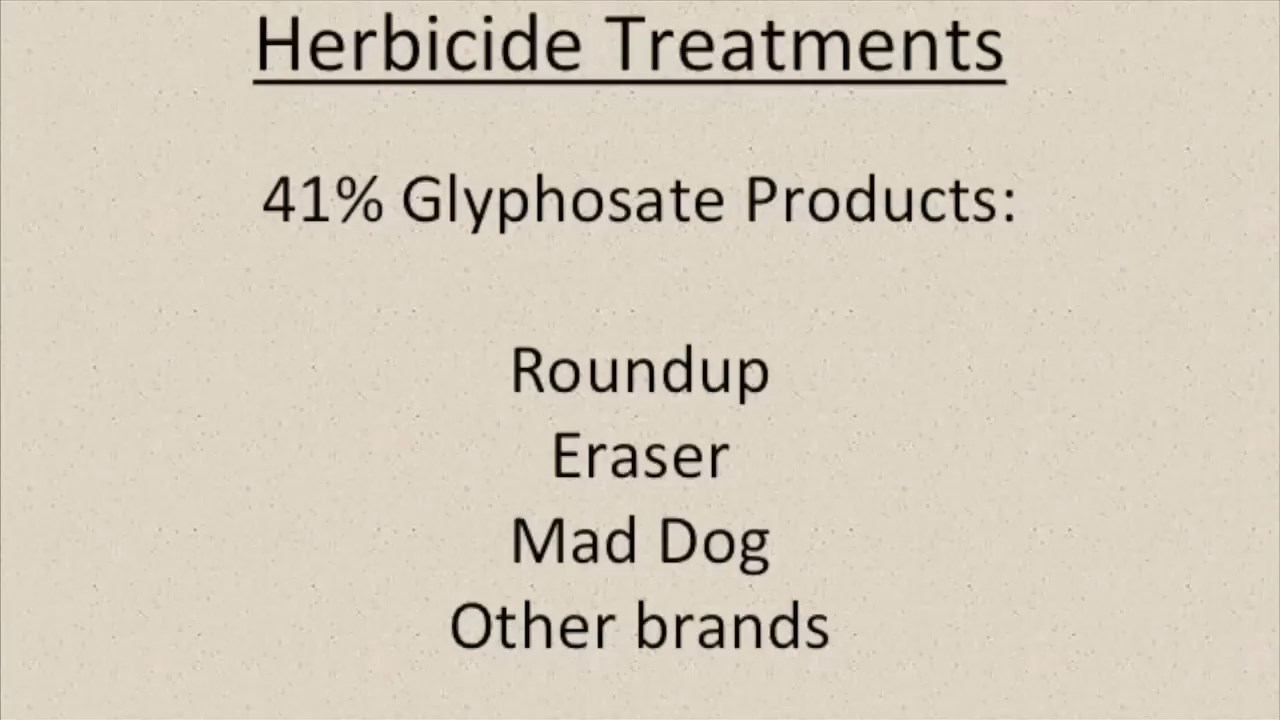 Herbicide Treatments
41% Glyphosate Products:
Roundup
Eraser
Mad Dog
Other brands